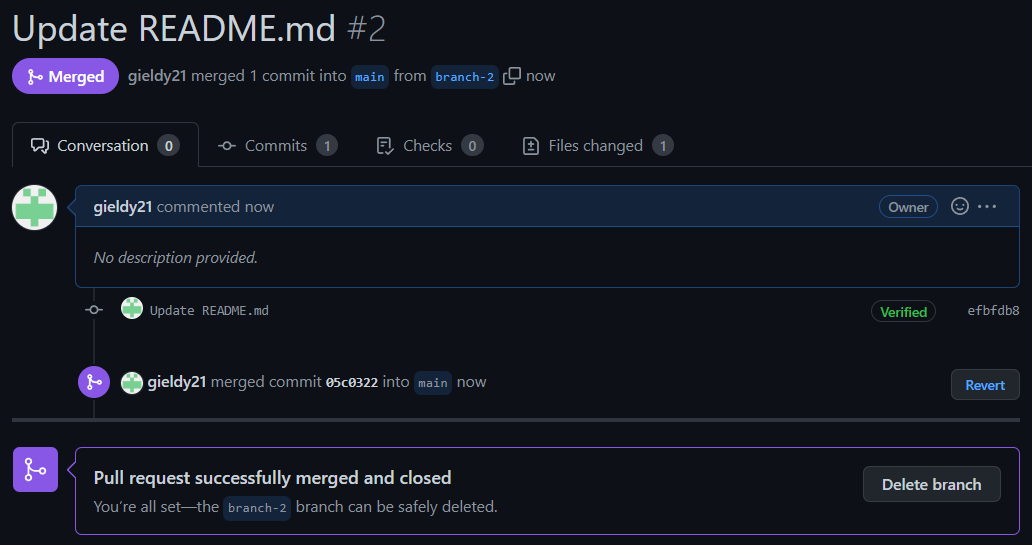 Update README.md #2
Merged gieldy21 merged 1 commit into main from branch-2 now
Conversation 0 Commits 1 Checks 0 Files changed 1
gieldy21 commented now Owner
No description provided.
Update README.md Verified efbfdb8
gieldy21 merged commit 05c0322 into main now Revert
Pull request successfully merged and closed
You’re all set—the branch-2 branch can be safely deleted.
Delete branch